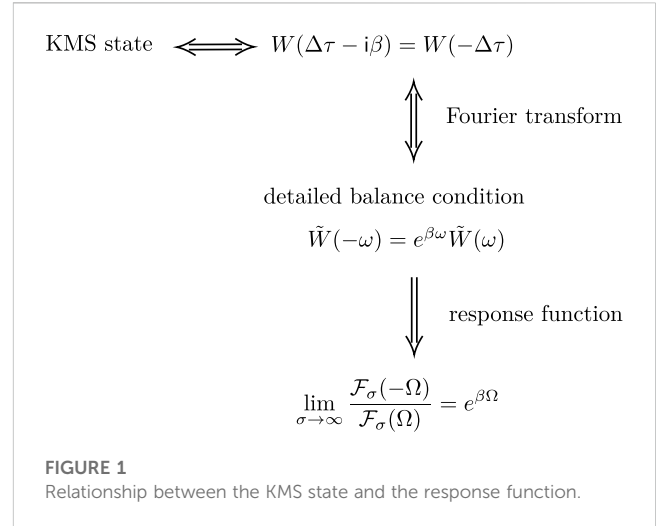 KMS state ⟺ W(Δτ − iβ) = W(−Δτ)
Fourier transform
detailed balance condition
W̃(−ω) = e^{βω}W̃(ω)
response function
lim_{σ→∞} \frac{ℱ_σ(−Ω)}{ℱ_σ(Ω)} = e^{βΩ}
FIGURE 1
Relationship between the KMS state and the response function.